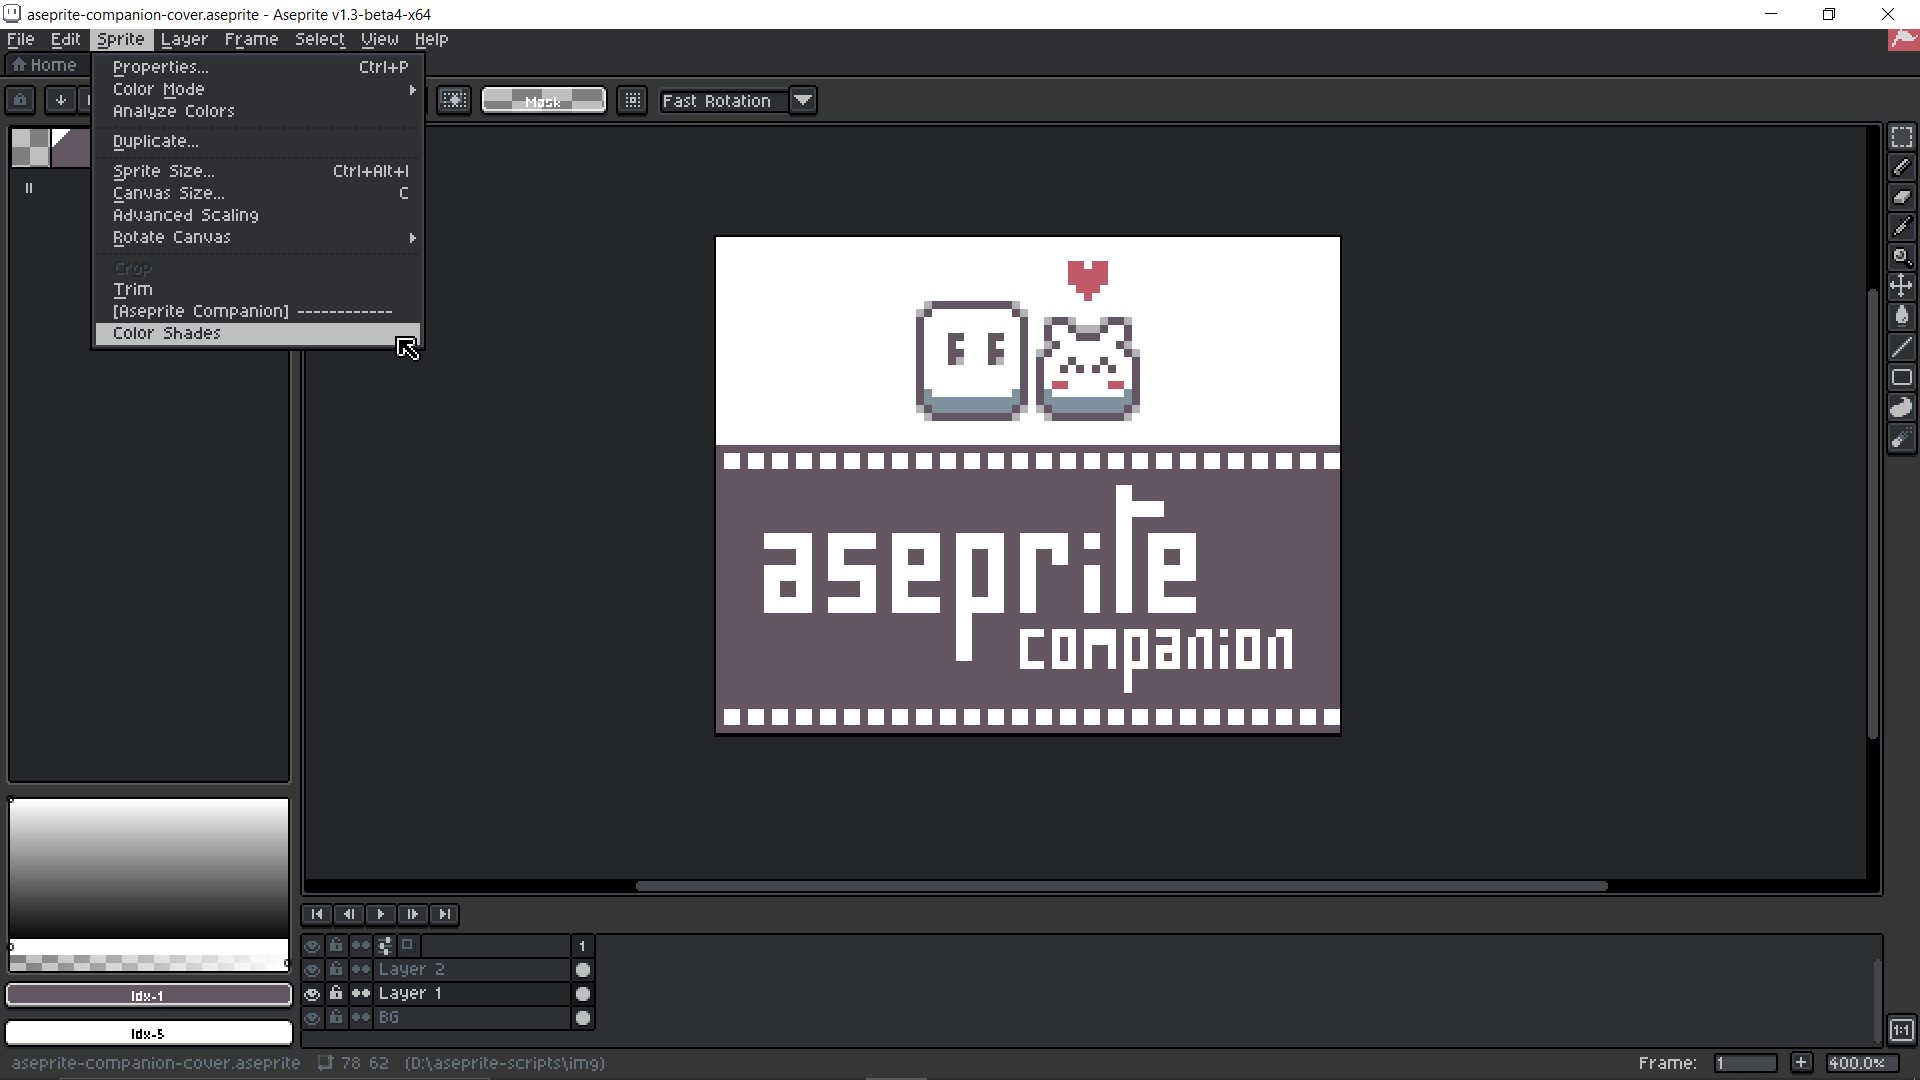 aseprite-companion-cover.aseprite - Aseprite v1.3-beta4-x64
File Edit Sprite Layer Frame Select View Help
Home
Properties... Ctrl+P
Color Mode
Analyze Colors
Duplicate...
Sprite Size... Ctrl+Alt+I
Canvas Size... C
Advanced Scaling
Rotate Canvas
Crop
Trim
[Aseprite Companion] ------------
Color Shades
Mask
Fast Rotation
aseprite
companion
1
Layer 2
Layer 1
BG
Idx-1
Idx-5
1:1
aseprite-companion-cover.aseprite 78 62 (D:\aseprite-scripts\img)
Frame: 1 + 400.0%